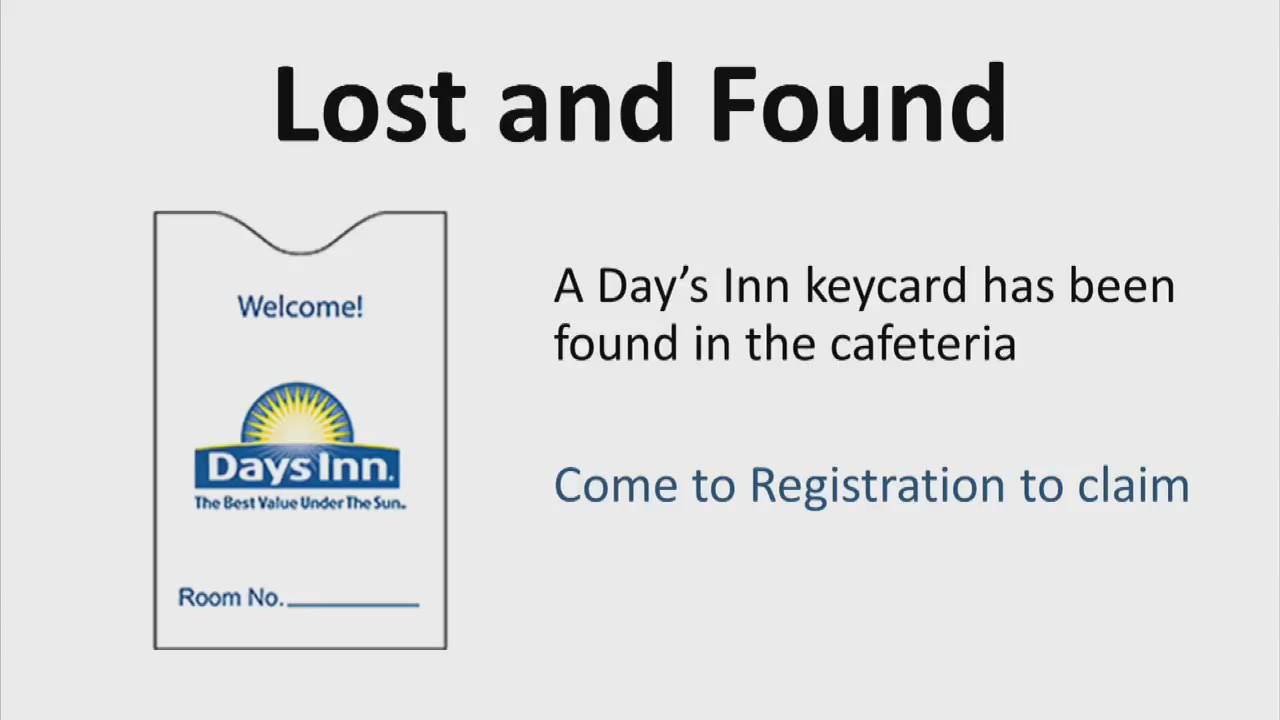 Lost and Found
Welcome!
Days Inn.
The Best Value Under The Sun.
Room No.
A Day’s Inn keycard has been
found in the cafeteria
Come to Registration to claim